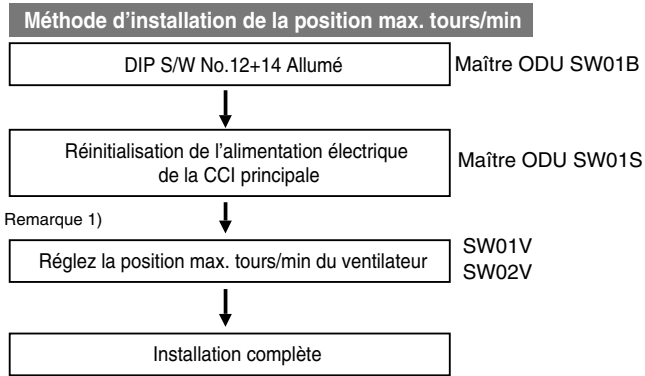 Méthode d'installation de la position max. tours/min
DIP S/W No.12+14 Allumé
Maître ODU SW01B
Réinitialisation de l'alimentation électrique
de la CCI principale
Maître ODU SW01S
Remarque 1)
Réglez la position max. tours/min du ventilateur
SW01V
SW02V
Installation complète